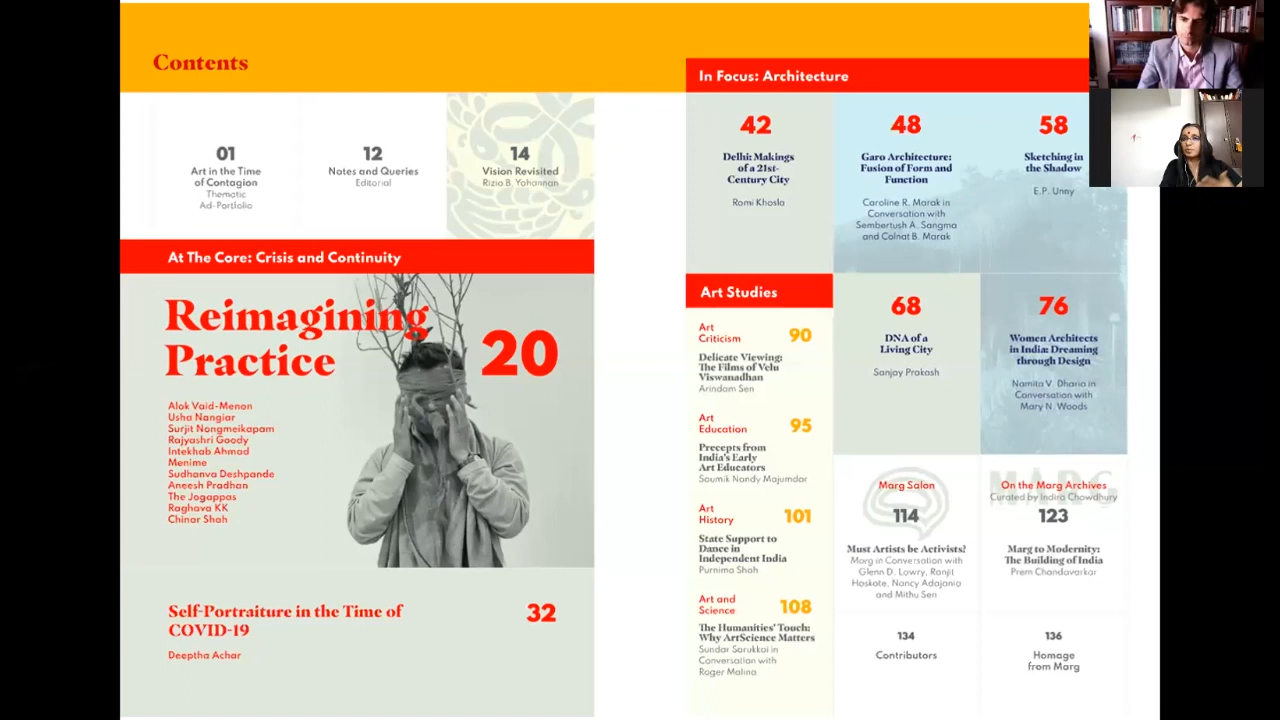 Contents
01
Art in the Time
of Contagion
Thematic
Ad-Portfolio
12
Notes and Queries
Editorial
14
Vision Revisited
Rizio B. Yohannan
At The Core: Crisis and Continuity
Reimagining
Practice
20
Alok Vaid-Menon
Usha Nangiar
Surjit Nongmeikapam
Rajyashri Goody
Intekhab Ahmad
Menime
Sudhanva Deshpande
Aneesh Pradhan
The Jogappas
Raghava KK
Chinar Shah
Self-Portraiture in the Time of
COVID-19
32
Deeptha Achar
In Focus: Architecture
42
Delhi: Makings
of a 21st-
Century City
Romi Khosla
48
Garo Architecture:
Fusion of Form and
Function
Caroline R. Marak in
Conversation with
Sembertush A. Sangma
and Colnat B. Marak
58
Sketching in
the Shadow
E.P. Unny
68
DNA of a
Living City
Sanjay Prakash
76
Women Architects
in India: Dreaming
through Design
Namita V. Dharia in
Conversation with
Mary N. Woods
Art Studies
Art
Criticism
90
Delicate Viewing:
The Films of Velu
Viswanadhan
Arindam Sen
Art
Education
95
Precepts from
India's Early
Art Educators
Soumik Nandy Majumdar
Art
History
101
State Support to
Dance in
Independent India
Purnima Shah
Art and
Science
108
The Humanities' Touch:
Why ArtScience Matters
Sundar Sarukkai in
Conversation with
Roger Malina
Marg Salon
114
Must Artists be Activists?
Marg in Conversation with
Glenn D. Lowry, Ranjit
Hoskote, Nancy Adajania
and Mithu Sen
MARG
On the Marg Archives
Curated by Indira Chowdhury
123
Marg to Modernity:
The Building of India
Prem Chandavarkar
134
Contributors
136
Homage
from Marg